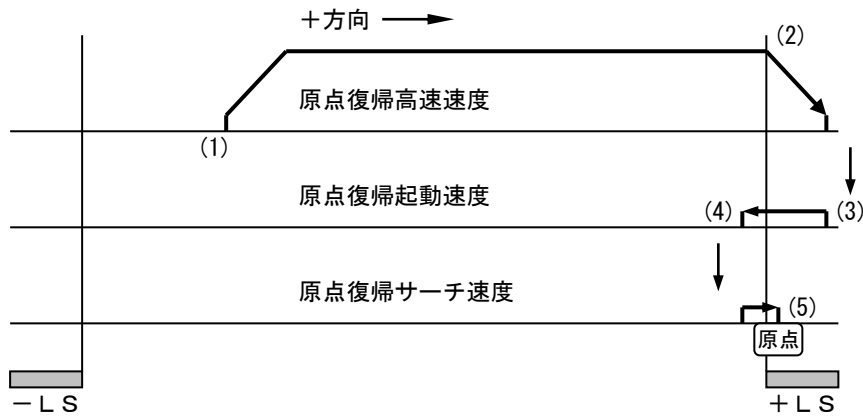 ＋方向
(2)
原点復帰高速速度
(1)
原点復帰起動速度
(4)
(3)
原点復帰サーチ速度
(5)
原点
－ＬＳ
＋ＬＳ